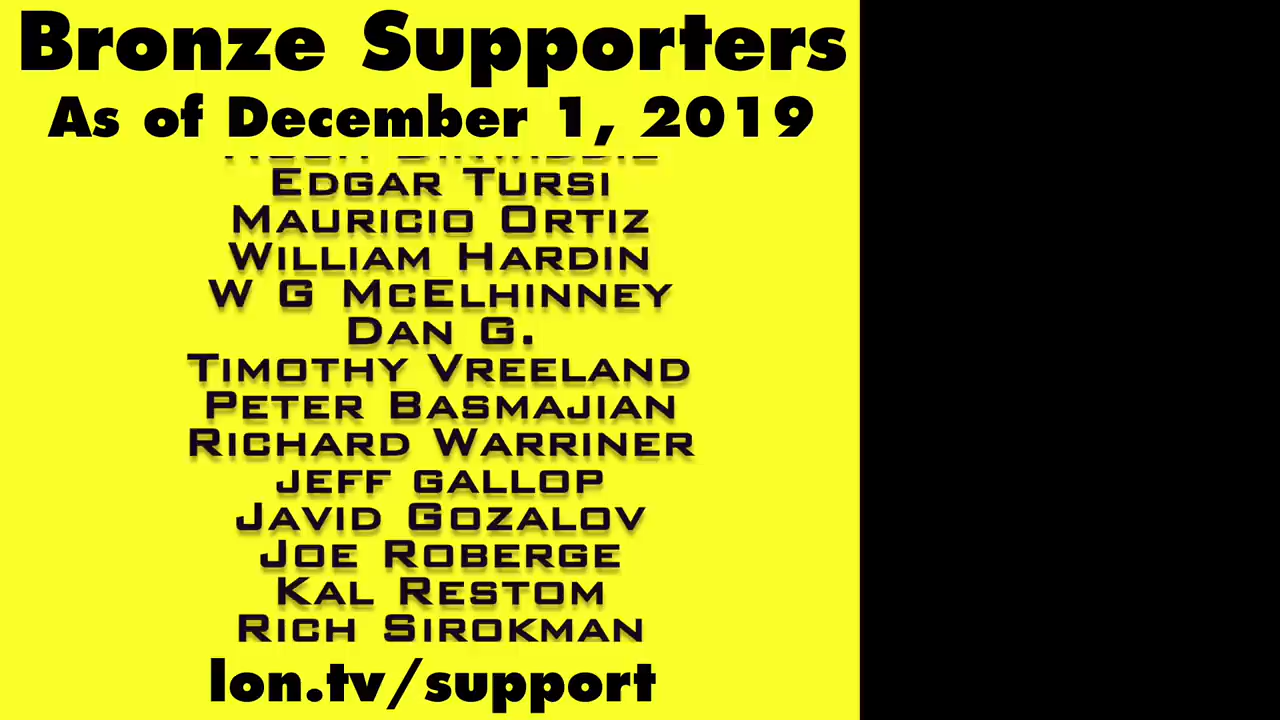 Bronze Supporters
As of December 1, 2019
Edgar Tursi
Mauricio Ortiz
William Hardin
W G McElhinney
Dan G.
Timothy Vreeland
Peter Basmajian
Richard Warriner
jeff gallop
Javid Gozalov
Joe Roberge
Kal Restom
Rich Sirokman
lon.tv/support